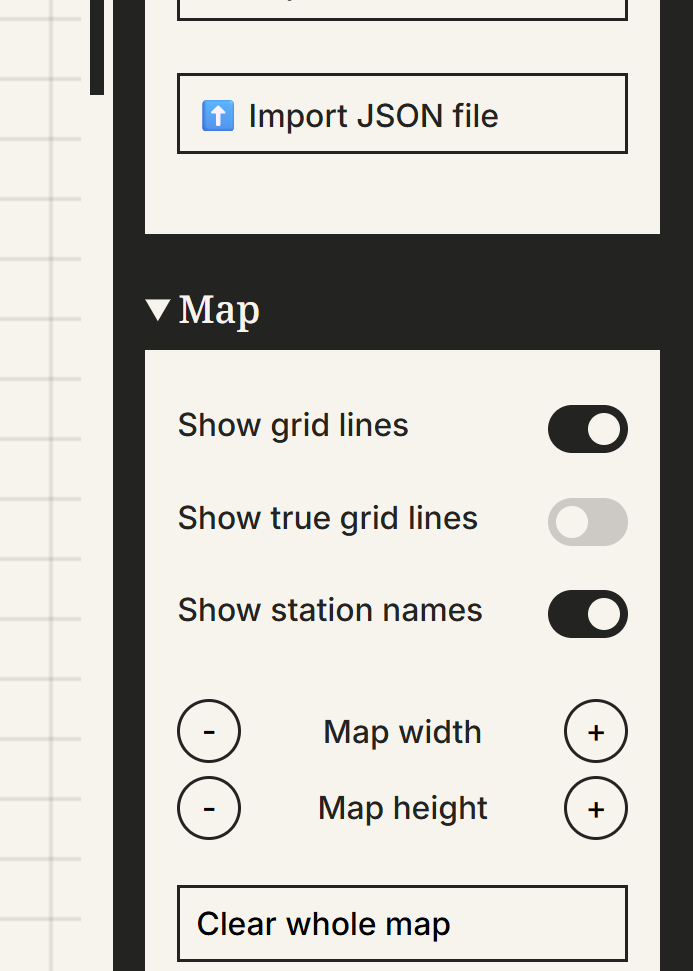 ⬆️ Import JSON file
▼ Map
Show grid lines
Show true grid lines
Show station names
- Map width +
- Map height +
Clear whole map